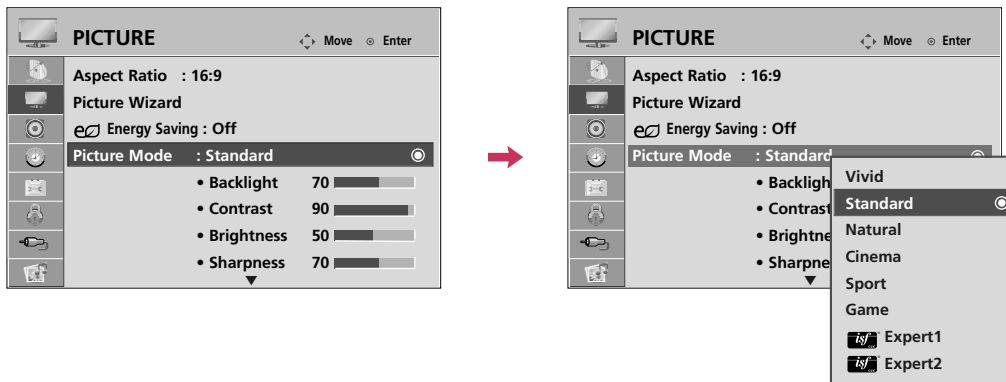 PICTURE
Move
Enter
Aspect Ratio : 16:9
Picture Wizard
Energy Saving : Off
Picture Mode : Standard
• Backlight 70
• Contrast 90
• Brightness 50
• Sharpness 70
PICTURE
Move
Enter
Aspect Ratio : 16:9
Picture Wizard
Energy Saving : Off
Picture Mode : Standard
• Backligh
• Contrast
• Brightne
• Sharpne
Vivid
Standard
Natural
Cinema
Sport
Game
isf Expert1
isf Expert2